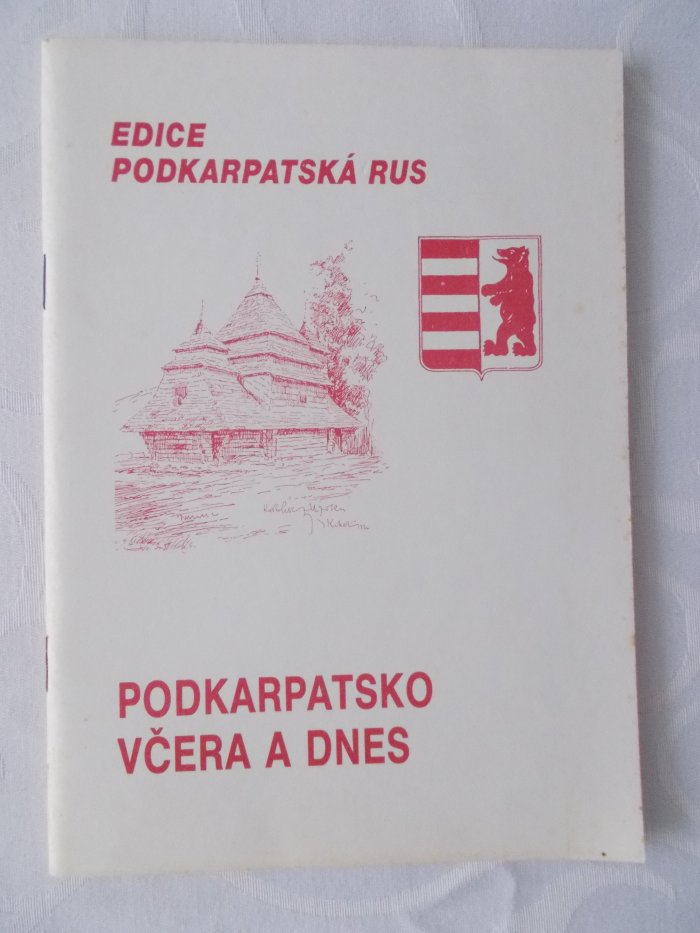 EDICE
PODKARPATSKÁ RUS
PODKARPATSKO
VČERA A DNES